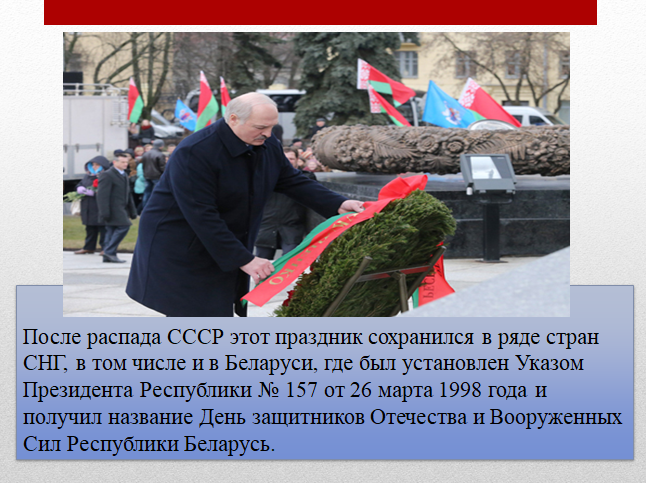 После распада СССР этот праздник сохранился в ряде стран
СНГ, в том числе и в Беларуси, где был установлен Указом
Президента Республики № 157 от 26 марта 1998 года и
получил название День защитников Отечества и Вооруженных
Сил Республики Беларусь.